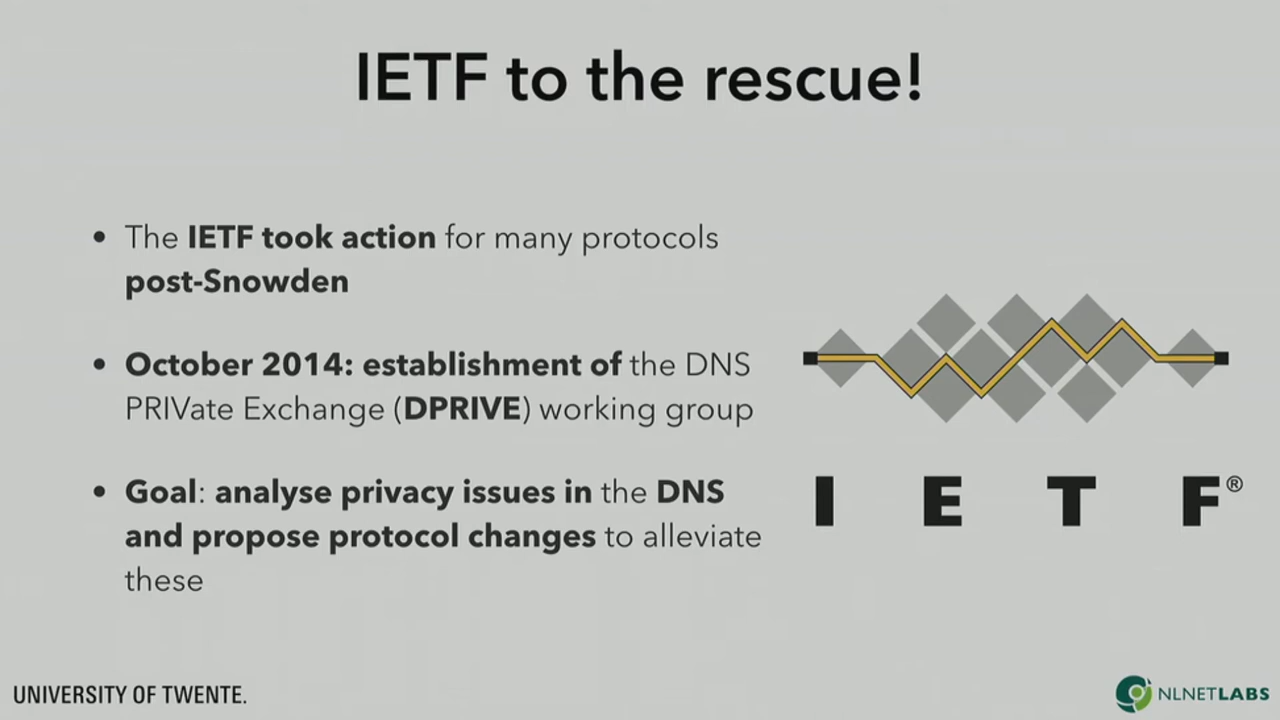 IETF to the rescue!
• The IETF took action for many protocols
post-Snowden
• October 2014: establishment of the DNS
PRIVate Exchange (DPRIVE) working group
• Goal: analyse privacy issues in the DNS
and propose protocol changes to alleviate
these
I E T F®
UNIVERSITY OF TWENTE.
NLNETLABS